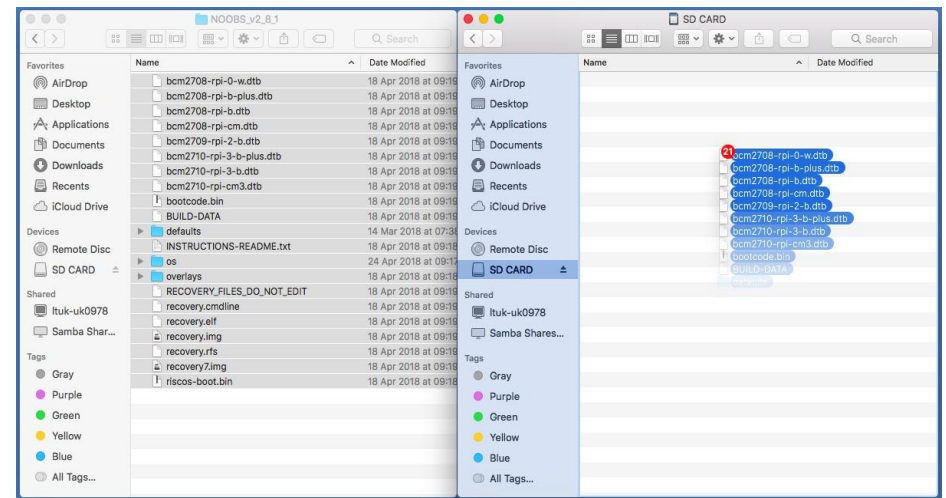 NOOBS_v2_8_1
Search
Favorites
AirDrop
Desktop
Applications
Documents
Downloads
Recents
iCloud Drive
Devices
Remote Disc
SD CARD
Shared
ltuk-uk0978
Samba Shar...
Tags
Gray
Purple
Green
Yellow
Blue
All Tags...
Name
bcm2708-rpi-0-w.dtb 18 Apr 2018 at 09:19
bcm2708-rpi-b-plus.dtb 18 Apr 2018 at 09:19
bcm2708-rpi-b.dtb 18 Apr 2018 at 09:19
bcm2708-rpi-cm.dtb 18 Apr 2018 at 09:19
bcm2709-rpi-2-b.dtb 18 Apr 2018 at 09:19
bcm2710-rpi-3-b-plus.dtb 18 Apr 2018 at 09:19
bcm2710-rpi-3-b.dtb 18 Apr 2018 at 09:19
bcm2710-rpi-cm3.dtb 18 Apr 2018 at 09:19
bootcode.bin 18 Apr 2018 at 09:19
BUILD-DATA 18 Apr 2018 at 09:19
defaults 14 Mar 2018 at 07:38
INSTRUCTIONS-README.txt 18 Apr 2018 at 09:18
os 24 Apr 2018 at 09:17
overlays 18 Apr 2018 at 09:18
RECOVERY_FILES_DO_NOT_EDIT 18 Apr 2018 at 09:19
recovery.cmdline 18 Apr 2018 at 09:19
recovery.elf 18 Apr 2018 at 09:19
recovery.img 18 Apr 2018 at 09:19
recovery.rfs 18 Apr 2018 at 09:19
recovery7.img 18 Apr 2018 at 09:19
riscos-boot.bin 18 Apr 2018 at 09:18
Date Modified
SD CARD
Search
Favorites
AirDrop
Desktop
Applications
Documents
Downloads
Recents
iCloud Drive
Devices
Remote Disc
SD CARD
Shared
ltuk-uk0978
Samba Shares...
Tags
Gray
Purple
Green
Yellow
Blue
All Tags...
Name Date Modified
21
bcm2708-rpi-0-w.dtb
bcm2708-rpi-b-plus.dtb
bcm2708-rpi-b.dtb
bcm2708-rpi-cm.dtb
bcm2709-rpi-2-b.dtb
bcm2710-rpi-3-b-plus.dtb
bcm2710-rpi-3-b.dtb
bcm2710-rpi-cm3.dtb
bootcode.bin
BUILD-DATA